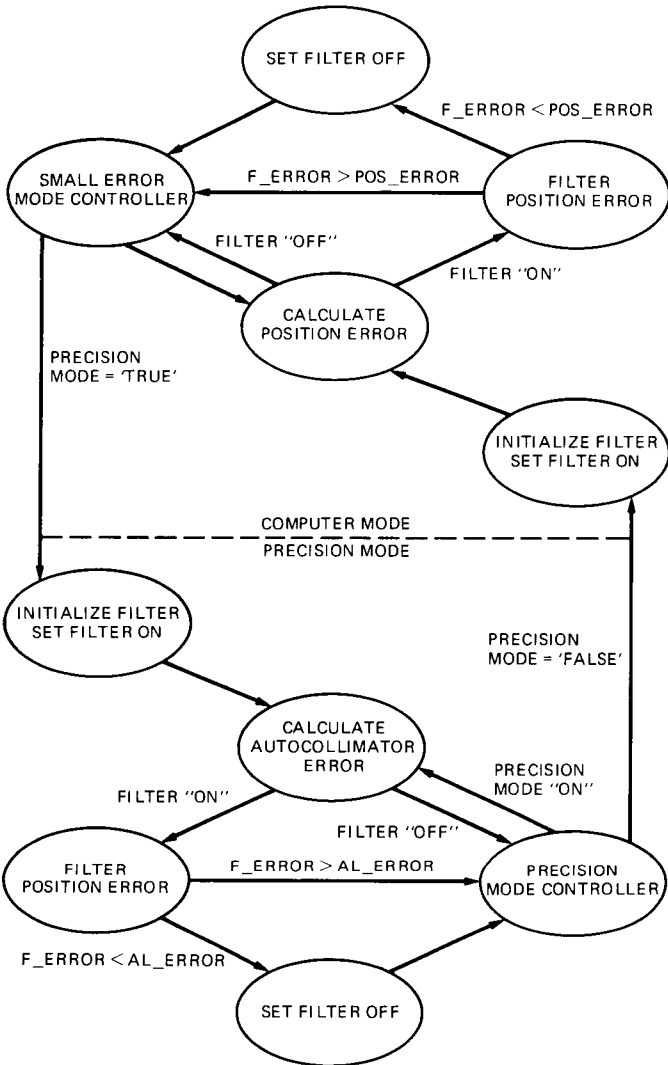 SET FILTER OFF
F_ERROR < POS_ERROR
SMALL ERROR
MODE CONTROLLER
F_ERROR > POS_ERROR
FILTER
POSITION ERROR
FILTER "OFF"
FILTER "ON"
CALCULATE
POSITION ERROR
PRECISION
MODE = 'TRUE'
INITIALIZE FILTER
SET FILTER ON
COMPUTER MODE
PRECISION MODE
INITIALIZE FILTER
SET FILTER ON
PRECISION
MODE = 'FALSE'
CALCULATE
AUTOCOLLIMATOR
ERROR
PRECISION
MODE "ON"
FILTER "ON"
FILTER "OFF"
FILTER
POSITION ERROR
F_ERROR > AL_ERROR
PRECISION
MODE CONTROLLER
F_ERROR < AL_ERROR
SET FILTER OFF